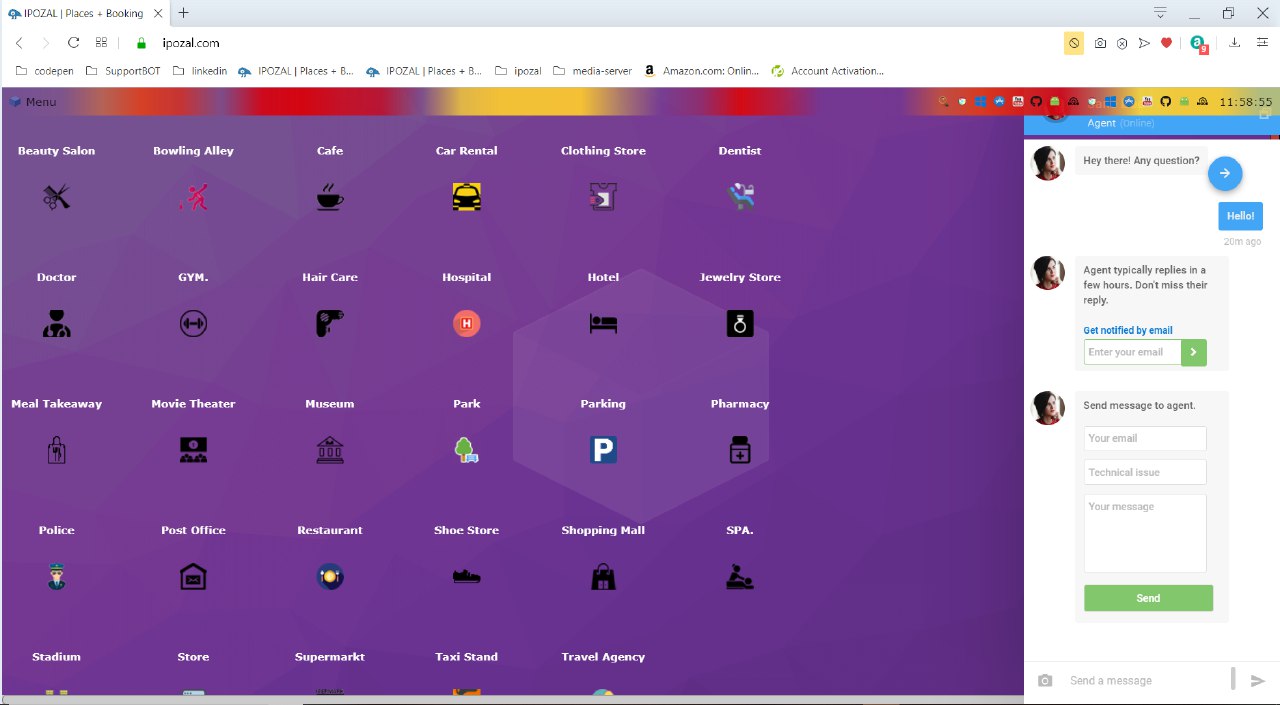 IPOZAL | Places + Booking
ipozal.com
codepen
SupportBOT
linkedin
IPOZAL | Places + B...
IPOZAL | Places + B...
ipozal
media-server
Amazon.com: Onlin...
Account Activation...
Menu
11:58:55
Beauty Salon
Bowling Alley
Cafe
Car Rental
Clothing Store
Dentist
Doctor
GYM.
Hair Care
Hospital
Hotel
Jewelry Store
Meal Takeaway
Movie Theater
Museum
Park
Parking
Pharmacy
Police
Post Office
Restaurant
Shoe Store
Shopping Mall
SPA.
Stadium
Store
Supermarkt
Taxi Stand
Travel Agency
Agent (Online)
Hey there! Any question?
Hello!
20m ago
Agent typically replies in a
few hours. Don't miss their
reply.
Get notified by email
Enter your email
Send message to agent.
Your email
Technical issue
Your message
Send
Send a message